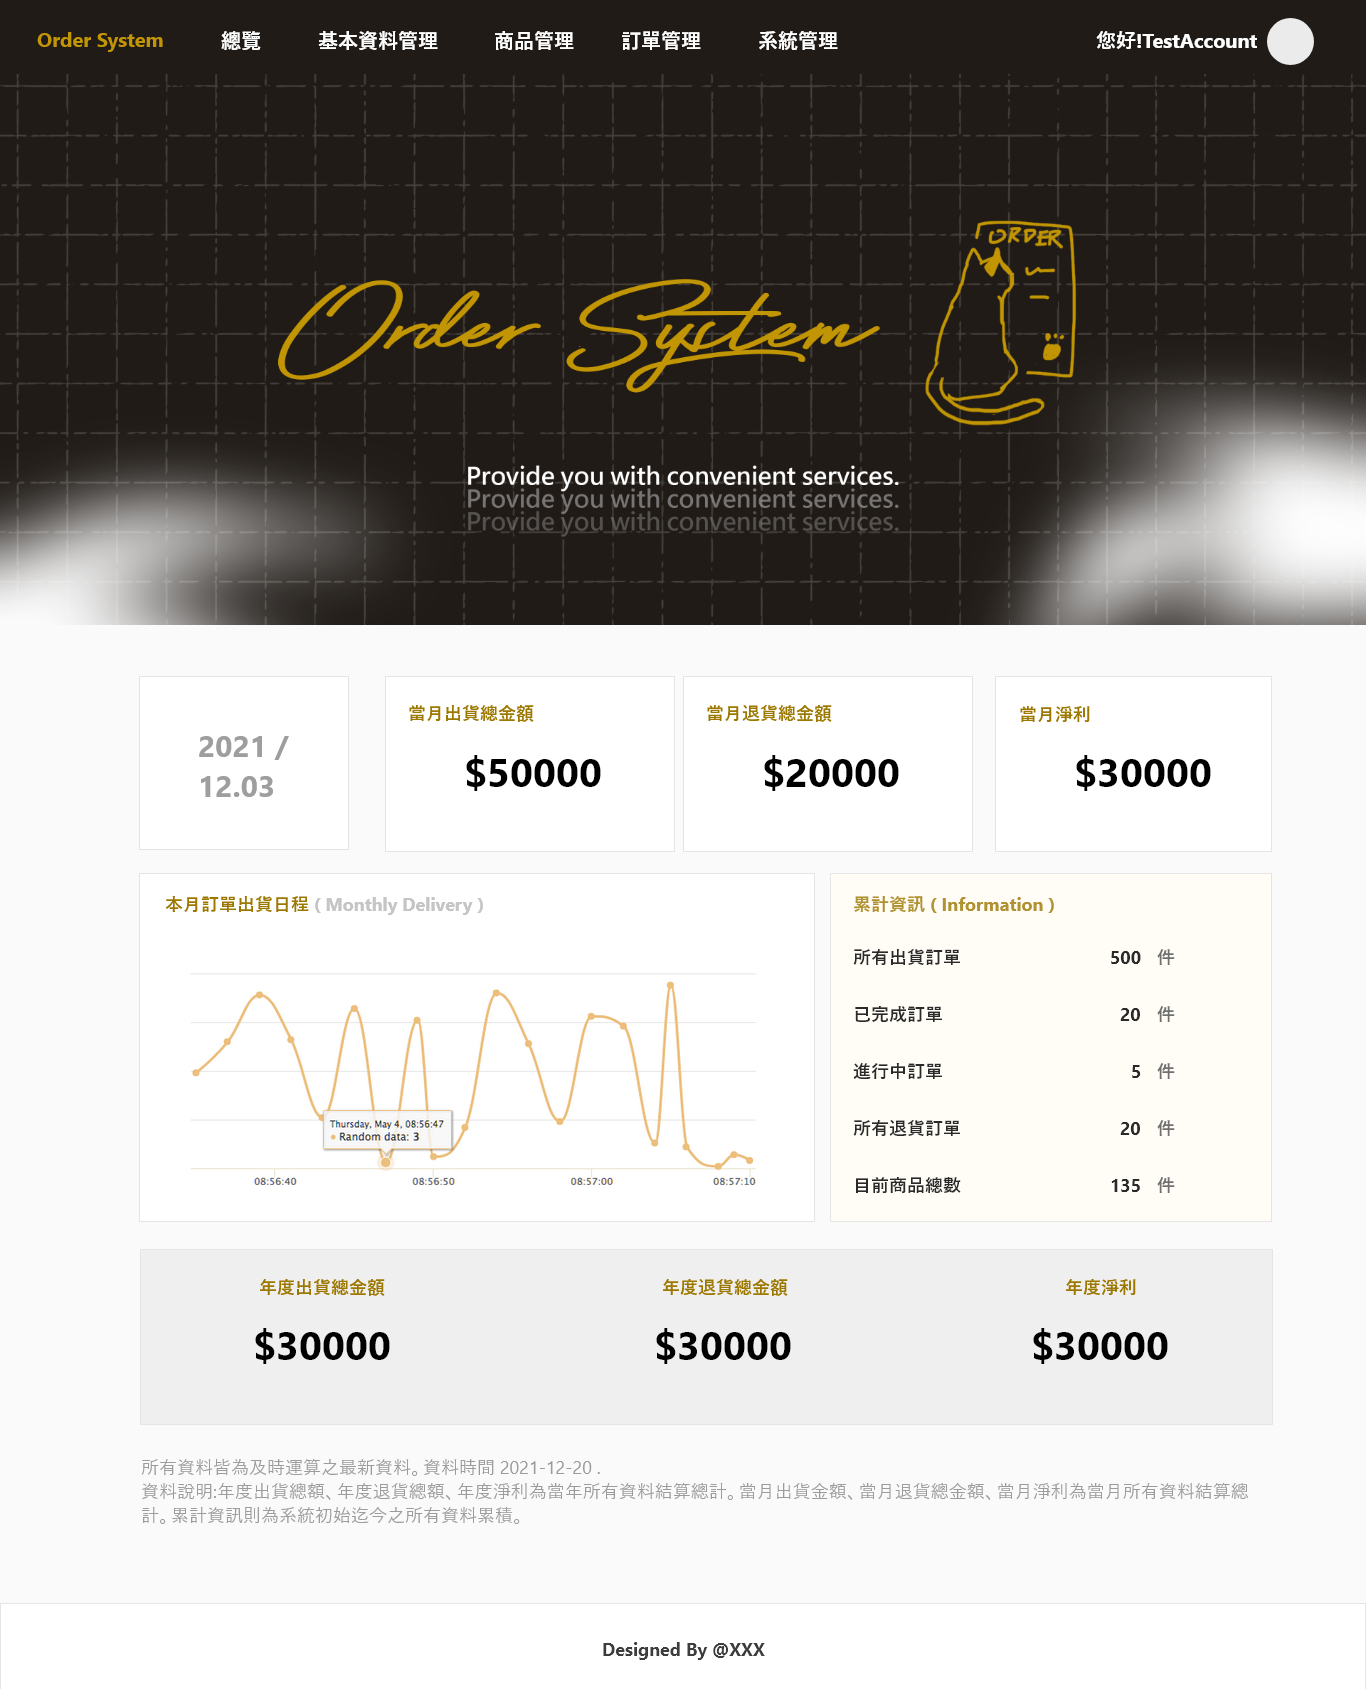 Order System
總覽
基本資料管理
商品管理
訂單管理
系統管理
您好!TestAccount
ORDER
Order System
Provide you with convenient services.
Provide you with convenient services.
Provide you with convenient services.
2021 /
12.03
當月出貨總金額
$50000
當月退貨總金額
$20000
當月淨利
$30000
本月訂單出貨日程 ( Monthly Delivery )
Thursday, May 4, 08:56:47
Random data: 3
08:56:40
08:56:50
08:57:00
08:57:10
累計資訊 ( Information )
所有出貨訂單 500 件
已完成訂單 20 件
進行中訂單 5 件
所有退貨訂單 20 件
目前商品總數 135 件
年度出貨總金額
$30000
年度退貨總金額
$30000
年度淨利
$30000
所有資料皆為及時運算之最新資料。資料時間 2021-12-20 .
資料說明:年度出貨總額、年度退貨總額、年度淨利為當年所有資料結算總計。當月出貨金額、當月退貨總金額、當月淨利為當月所有資料結算總
計。累計資訊則為系統初始迄今之所有資料累積。
Designed By @XXX